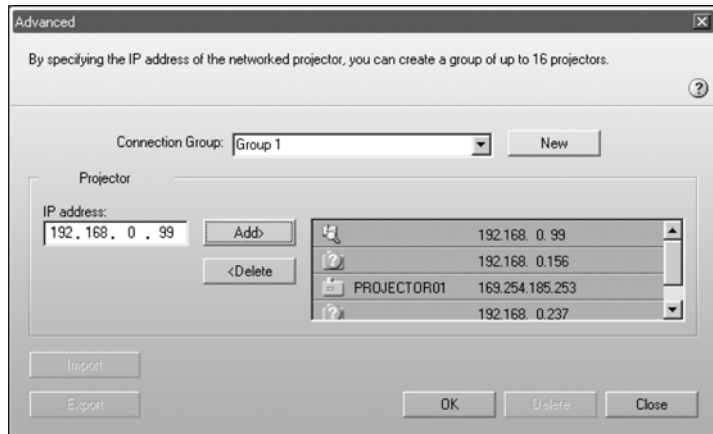 Advanced
By specifying the IP address of the networked projector, you can create a group of up to 16 projectors.
Connection Group: Group 1 New
Projector
IP address:
192.168. 0 . 99 Add>
<Delete
192.168. 0. 99
192.168. 0.156
PROJECTOR01 169.254.185.253
192.168. 0.237
Import
Export
OK Delete Close